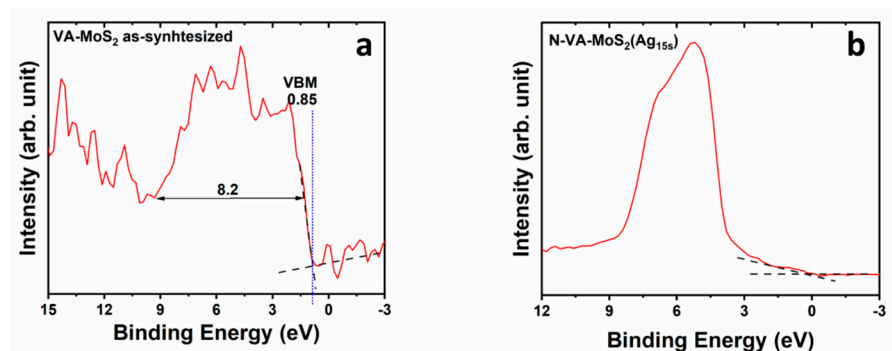 VA-MoS₂ as-synhtesized
a
VBM
0.85
8.2
Intensity (arb. unit)
15 12 9 6 3 0 -3
Binding Energy (eV)
N-VA-MoS₂(Ag₁₅ₛ)
b
Intensity (arb. unit)
12 9 6 3 0 -3
Binding Energy (eV)